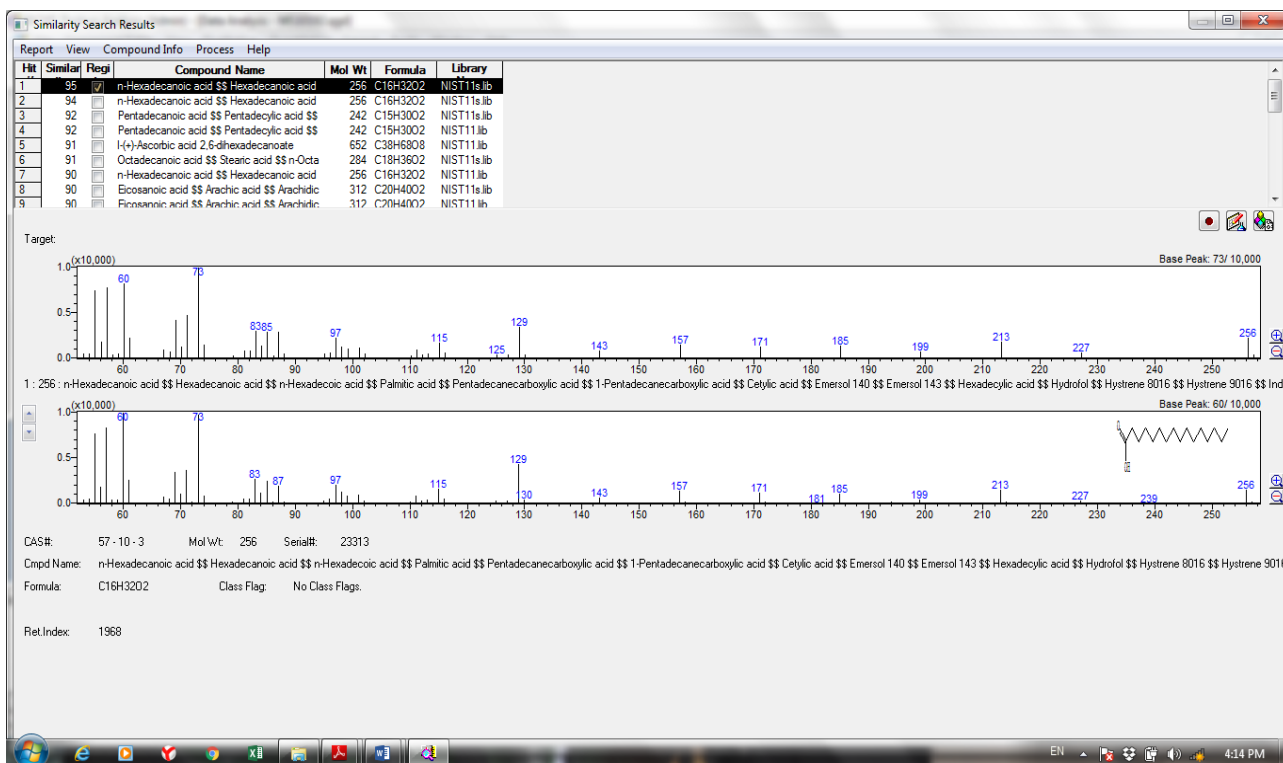 Similarity Search Results
Report View Compound Info Process Help
Hit Similar Regi Compound Name Mol Wt Formula Library
1 95 n-Hexadecanoic acid $$ Hexadecanoic acid 256 C16H32O2 NIST11s.lib
2 94 n-Hexadecanoic acid $$ Hexadecanoic acid 256 C16H32O2 NIST11s.lib
3 92 Pentadecanoic acid $$ Pentadecylic acid $$ 242 C15H30O2 NIST11s.lib
4 92 Pentadecanoic acid $$ Pentadecylic acid $$ 242 C15H30O2 NIST11.lib
5 91 l-(+)-Ascorbic acid 2,6-dihexadecanoate 652 C38H68O8 NIST11.lib
6 91 Octadecanoic acid $$ Stearic acid $$ n-Octa 284 C18H36O2 NIST11s.lib
7 90 n-Hexadecanoic acid $$ Hexadecanoic acid 256 C16H32O2 NIST11.lib
8 90 Eicosanoic acid $$ Arachic acid $$ Arachidic 312 C20H40O2 NIST11s.lib
9 90 Eicosanoic acid $$ Arachic acid $$ Arachidic 312 C20H40O2 NIST11.lib
Target:
(x10,000) Base Peak: 73/ 10,000
1.0 60 73
0.5 83 85 97 115 125 129 143 157 171 185 199 213 227 256
0.0
60 70 80 90 100 110 120 130 140 150 160 170 180 190 200 210 220 230 240 250
1 : 256 : n-Hexadecanoic acid $$ Hexadecanoic acid $$ n-Hexadecoic acid $$ Palmitic acid $$ Pentadecanecarboxylic acid $$ 1-Pentadecanecarboxylic acid $$ Cetylic acid $$ Emersol 140 $$ Emersol 143 $$ Hexadecylic acid $$ Hydrofol $$ Hystrene 8016 $$ Hystrene 9016 $$ Ind
(x10,000) Base Peak: 60/ 10,000
1.0 60 73
0.5 83 87 97 115 129 130 143 157 171 181 185 199 213 227 239 256
0.0
60 70 80 90 100 110 120 130 140 150 160 170 180 190 200 210 220 230 240 250
CAS#: 57 - 10 - 3 Mol Wt: 256 Serial#: 23313
Cmpd Name: n-Hexadecanoic acid $$ Hexadecanoic acid $$ n-Hexadecoic acid $$ Palmitic acid $$ Pentadecanecarboxylic acid $$ 1-Pentadecanecarboxylic acid $$ Cetylic acid $$ Emersol 140 $$ Emersol 143 $$ Hexadecylic acid $$ Hydrofol $$ Hystrene 8016 $$ Hystrene 9016
Formula: C16H32O2 Class Flag: No Class Flags.
Ret.Index: 1968
EN 4:14 PM